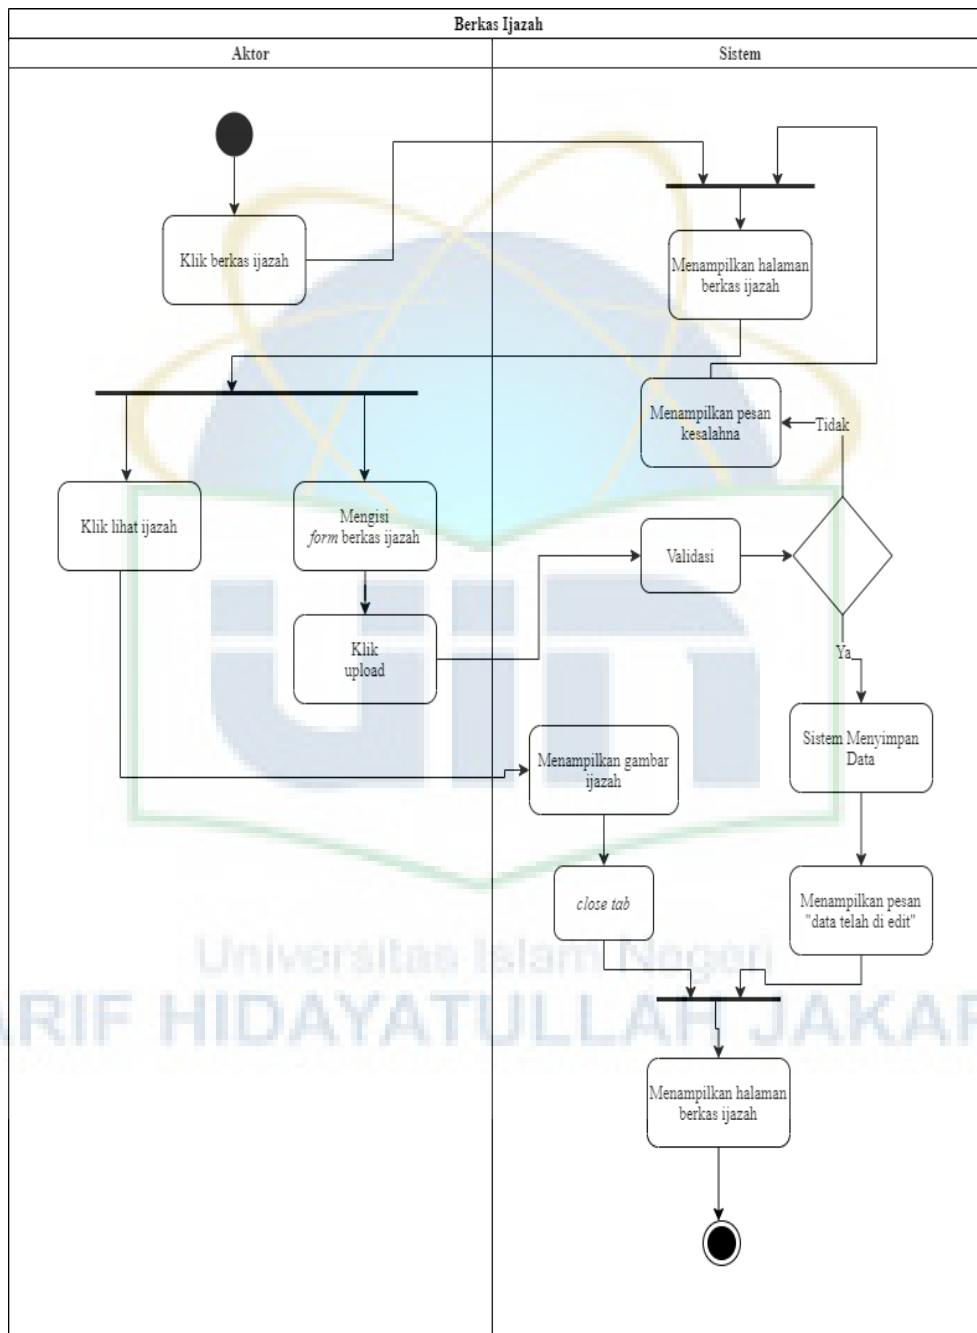 Berkas Ijazah
Aktor
Sistem
Klik berkas ijazah
Menampilkan halaman
berkas ijazah
Menampilkan pesan
kesalahna
Tidak
Klik lihat ijazah
Mengisi
form berkas ijazah
Validasi
Klik
upload
Ya
Sistem Menyimpan
Data
Menampilkan gambar
ijazah
close tab
Menampilkan pesan
"data telah di edit"
Universitas Islam Negeri
ARIF HIDAYATULLAH JAKAR
Menampilkan halaman
berkas ijazah
uin